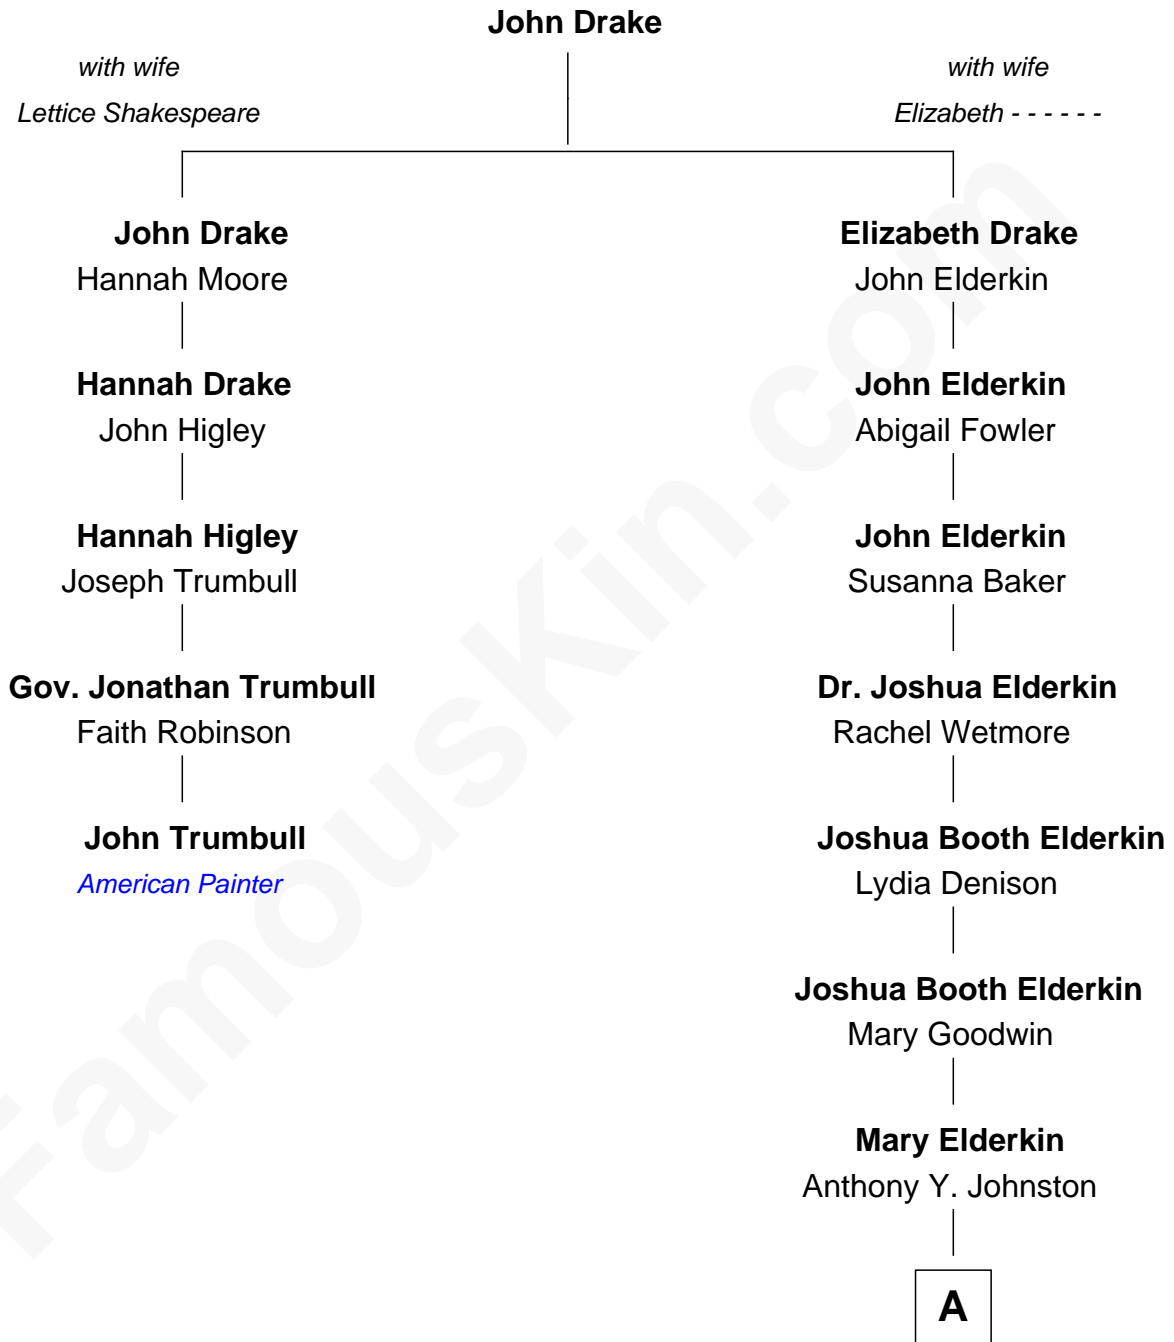 John Drake
with wife
Lettice Shakespeare
with wife
Elizabeth - - - - - -
John Drake
Hannah Moore
Elizabeth Drake
John Elderkin
Hannah Drake
John Higley
John Elderkin
Abigail Fowler
Hannah Higley
Joseph Trumbull
John Elderkin
Susanna Baker
Gov. Jonathan Trumbull
Faith Robinson
Dr. Joshua Elderkin
Rachel Wetmore
John Trumbull
American Painter
Joshua Booth Elderkin
Lydia Denison
Joshua Booth Elderkin
Mary Goodwin
Mary Elderkin
Anthony Y. Johnston
A
FamousKin.com